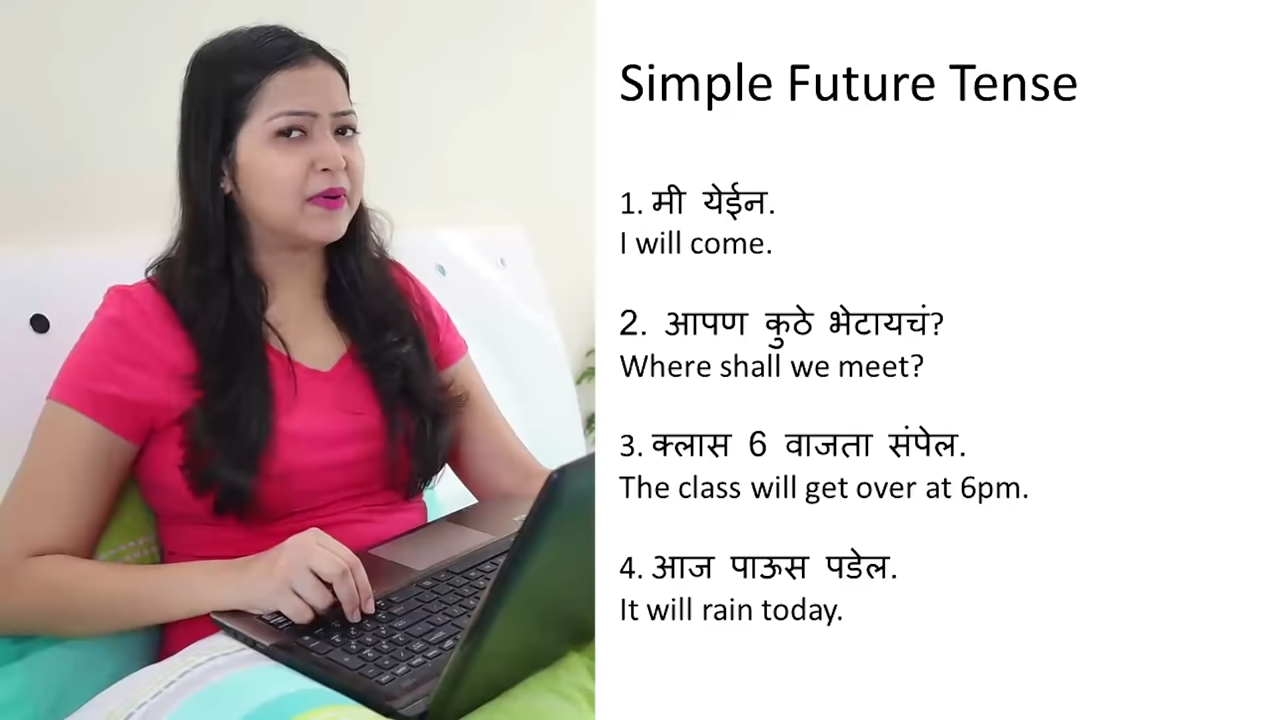 Simple Future Tense
1. मी येईन.
I will come.
2. आपण कुठे भेटायचं?
Where shall we meet?
3. क्लास 6 वाजता संपेल.
The class will get over at 6pm.
4. आज पाऊस पडेल.
It will rain today.